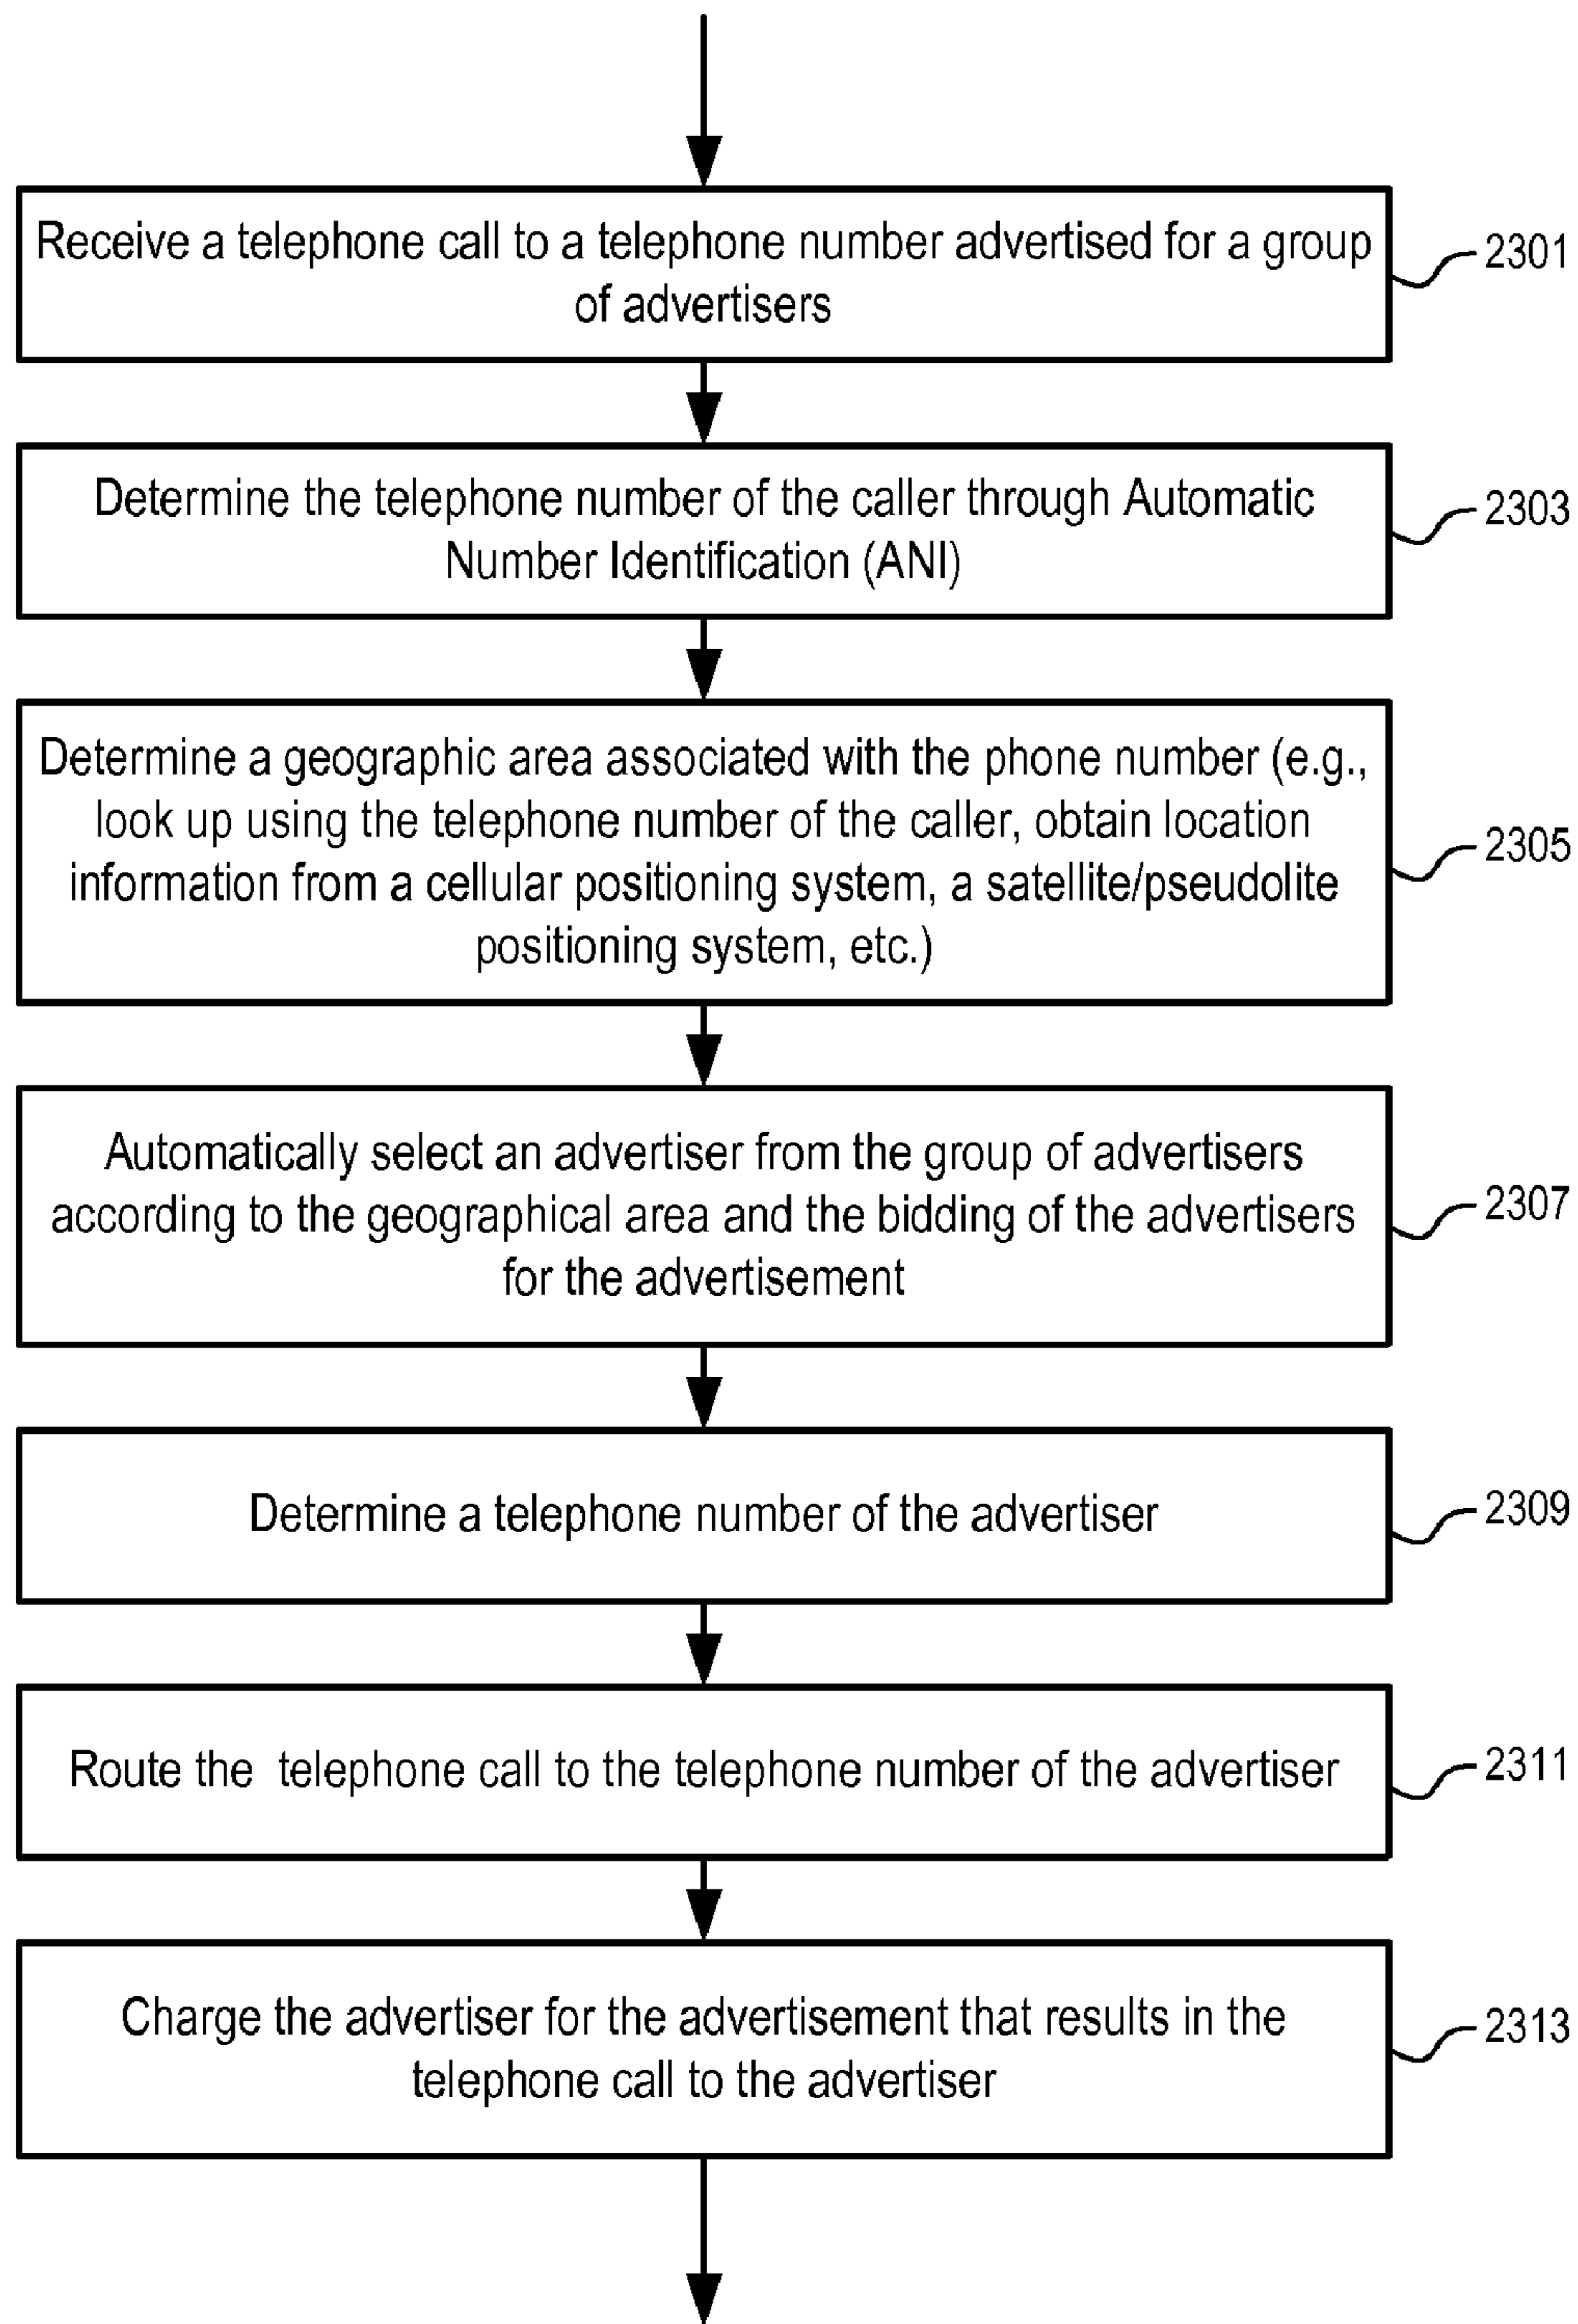 Receive a telephone call to a telephone number advertised for a group
of advertisers
2301
Determine the telephone number of the caller through Automatic
Number Identification (ANI)
2303
Determine a geographic area associated with the phone number (e.g.,
look up using the telephone number of the caller, obtain location
information from a cellular positioning system, a satellite/pseudolite
positioning system, etc.)
2305
Automatically select an advertiser from the group of advertisers
according to the geographical area and the bidding of the advertisers
for the advertisement
2307
Determine a telephone number of the advertiser
2309
Route the telephone call to the telephone number of the advertiser
2311
Charge the advertiser for the advertisement that results in the
telephone call to the advertiser
2313